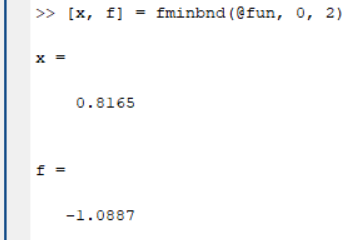 >> [x, f] = fminbnd(@fun, 0, 2)
x =
0.8165
f =
-1.0887